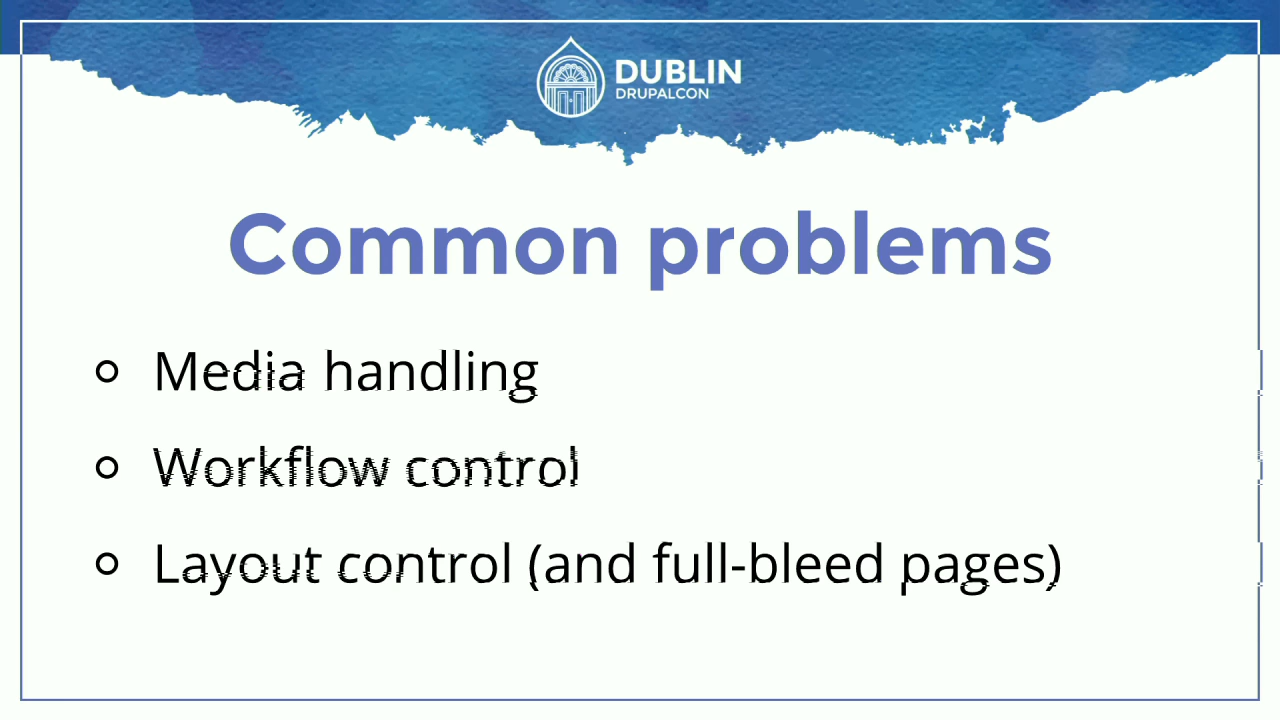 DUBLIN
DRUPALCON
Common problems
Media handling
Workflow control
Layout control (and full-bleed pages)